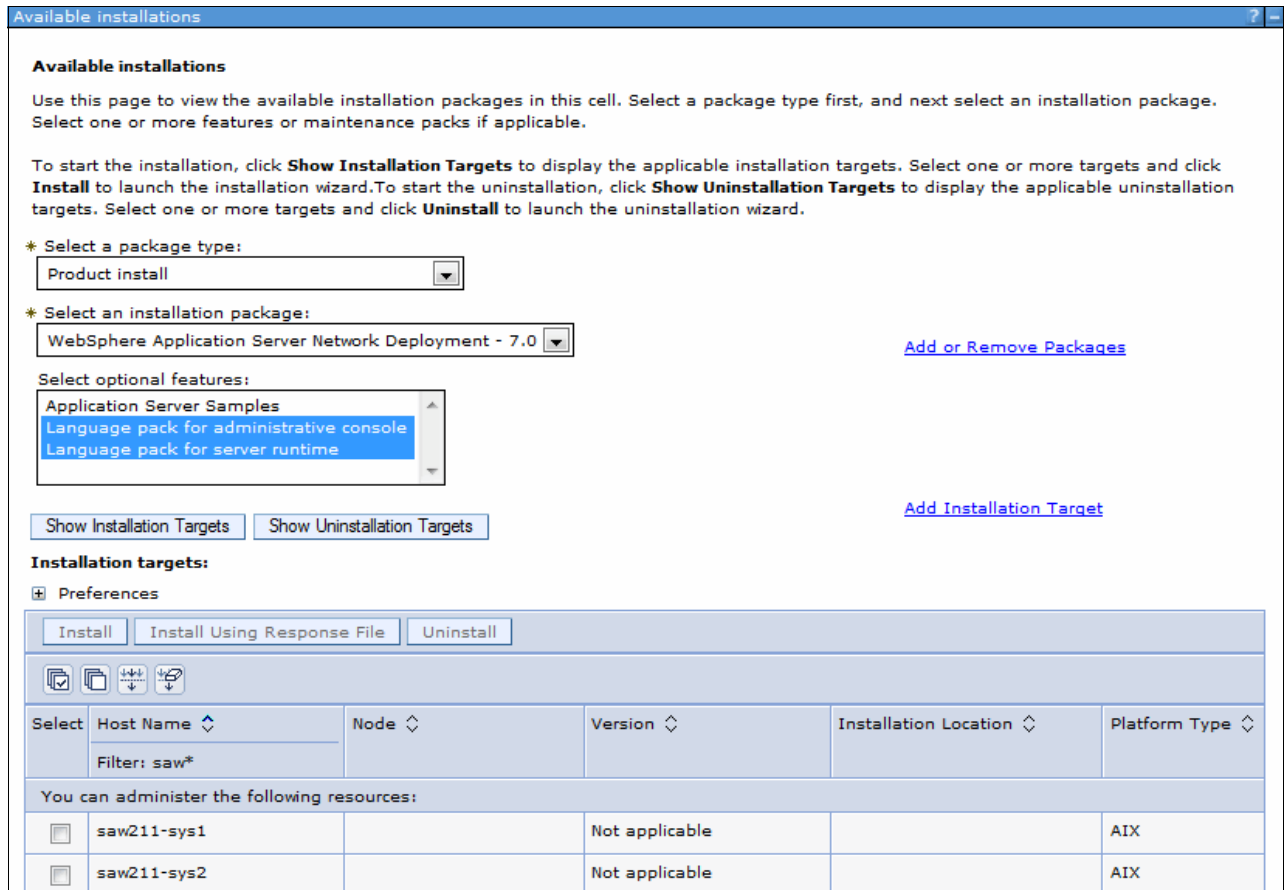 Available installations
? –
Available installations
Use this page to view the available installation packages in this cell. Select a package type first, and next select an installation package.
Select one or more features or maintenance packs if applicable.
To start the installation, click Show Installation Targets to display the applicable installation targets. Select one or more targets and click
Install to launch the installation wizard.To start the uninstallation, click Show Uninstallation Targets to display the applicable uninstallation
targets. Select one or more targets and click Uninstall to launch the uninstallation wizard.
* Select a package type:
Product install
* Select an installation package:
WebSphere Application Server Network Deployment - 7.0
Add or Remove Packages
Select optional features:
Application Server Samples
Language pack for administrative console
Language pack for server runtime
Add Installation Target
Show Installation Targets Show Uninstallation Targets
Installation targets:
+ Preferences
Install Install Using Response File Uninstall
Select Host Name Node Version Installation Location Platform Type
Filter: saw*
You can administer the following resources:
saw211-sys1 Not applicable AIX
saw211-sys2 Not applicable AIX